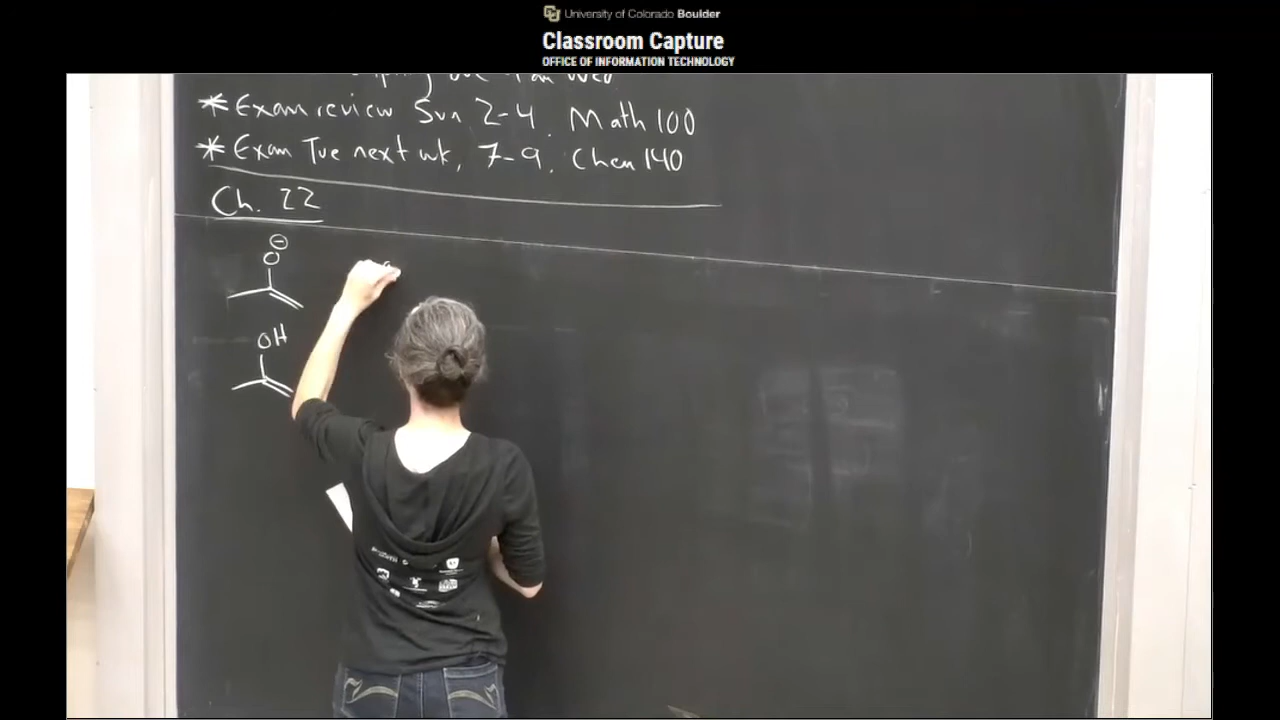 University of Colorado Boulder
Classroom Capture
OFFICE OF INFORMATION TECHNOLOGY
* Exam review Sun 2-4. Math 100
* Exam Tue next wk, 7-9. Chem 140
Ch. 22
⊖
O
OH